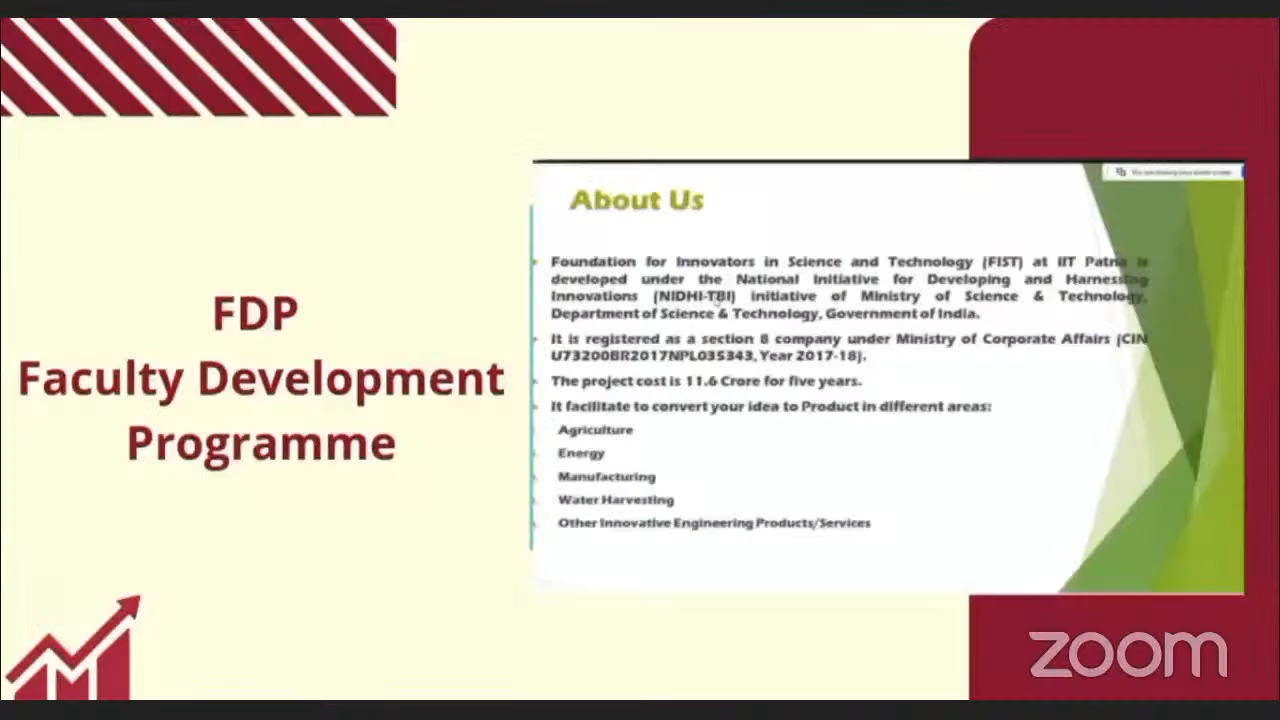 FDP
Faculty Development
Programme
About Us
Foundation for Innovators in Science and Technology (FIST) at IIT Patna is
developed under the National Initiative for Developing and Harnessing
Innovations (NIDHI-TBI) initiative of Ministry of Science & Technology,
Department of Science & Technology, Government of India.
It is registered as a section 8 company under Ministry of Corporate Affairs (CIN
U73200BR2017NPL035343, Year 2017-18).
The project cost is 11.6 Crore for five years.
It facilitate to convert your idea to Product in different areas:
Agriculture
Energy
Manufacturing
Water Harvesting
Other Innovative Engineering Products/Services
zoom